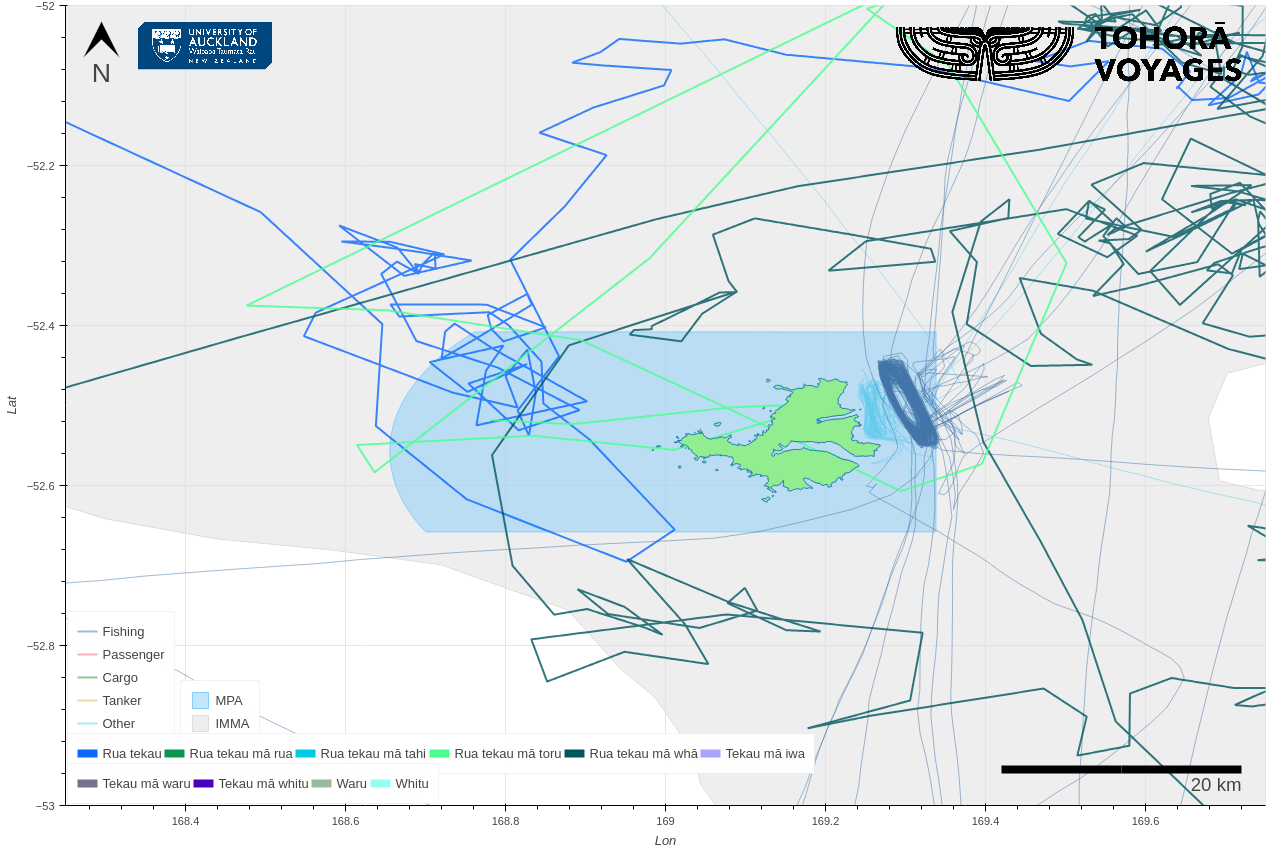 N
UNIVERSITY OF
AUCKLAND
Waipapa Taumata Rau
NEW ZEALAND
TOHORĀ
VOYAGES
−52
−52.2
−52.4
−52.6
−52.8
−53
Lat
Fishing
Passenger
Cargo
Tanker
Other
MPA
IMMA
Rua tekau Rua tekau mā rua Rua tekau mā tahi Rua tekau mā toru Rua tekau mā whā Tekau mā iwa
Tekau mā waru Tekau mā whitu Waru Whitu
20 km
168.4 168.6 168.8 169 169.2 169.4 169.6
Lon